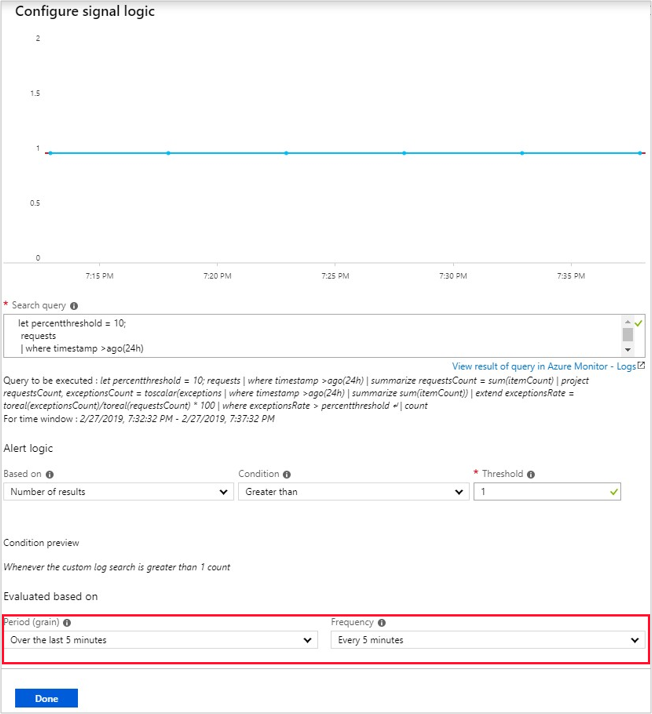 Configure signal logic
2
1.5
1
0.5
0
7:15 PM 7:20 PM 7:25 PM 7:30 PM 7:35 PM
* Search query
let percentthreshold = 10;
requests
| where timestamp >ago(24h)
View result of query in Azure Monitor - Logs
Query to be executed : let percentthreshold = 10; requests | where timestamp >ago(24h) | summarize requestsCount = sum(itemCount) | project
requestsCount, exceptionsCount = toscalar(exceptions | where timestamp >ago(24h) | summarize sum(itemCount)) | extend exceptionsRate =
toreal(exceptionsCount)/toreal(requestsCount) * 100 | where exceptionsRate > percentthreshold ↵ | count
For time window : 2/27/2019, 7:32:32 PM - 2/27/2019, 7:37:32 PM
Alert logic
Based on Condition * Threshold
Number of results Greater than 1
Condition preview
Whenever the custom log search is greater than 1 count
Evaluated based on
Period (grain) Frequency
Over the last 5 minutes Every 5 minutes
Done